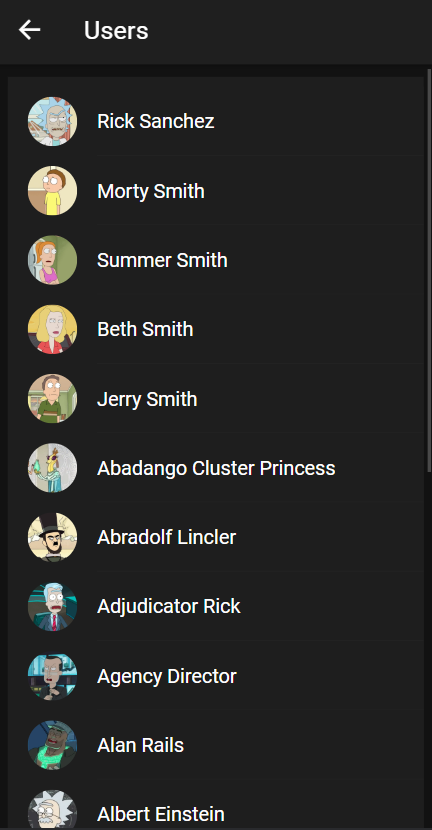 Users
Rick Sanchez
Morty Smith
Summer Smith
Beth Smith
Jerry Smith
Abadango Cluster Princess
Abradolf Lincler
Adjudicator Rick
Agency Director
Alan Rails
Albert Einstein